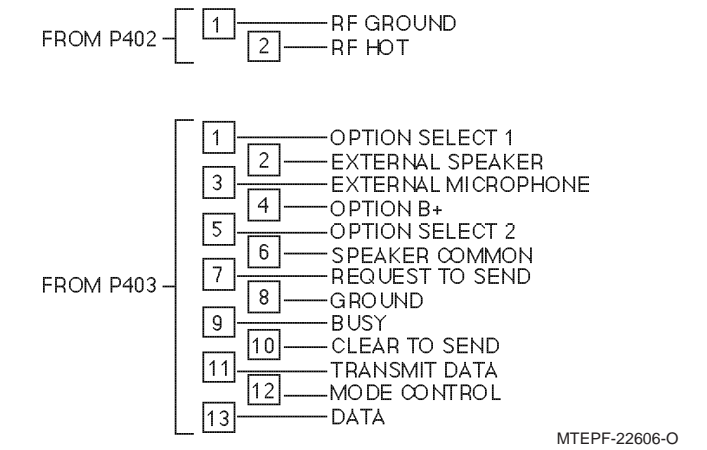 FROM P402
1 RF GROUND
2 RF HOT
FROM P403
1 OPTION SELECT 1
2 EXTERNAL SPEAKER
3 EXTERNAL MICROPHONE
4 OPTION B+
5 OPTION SELECT 2
6 SPEAKER COMMON
7 REQUEST TO SEND
8 GROUND
9 BUSY
10 CLEAR TO SEND
11 TRANSMIT DATA
12 MODE CONTROL
13 DATA
MTEPF-22606-O